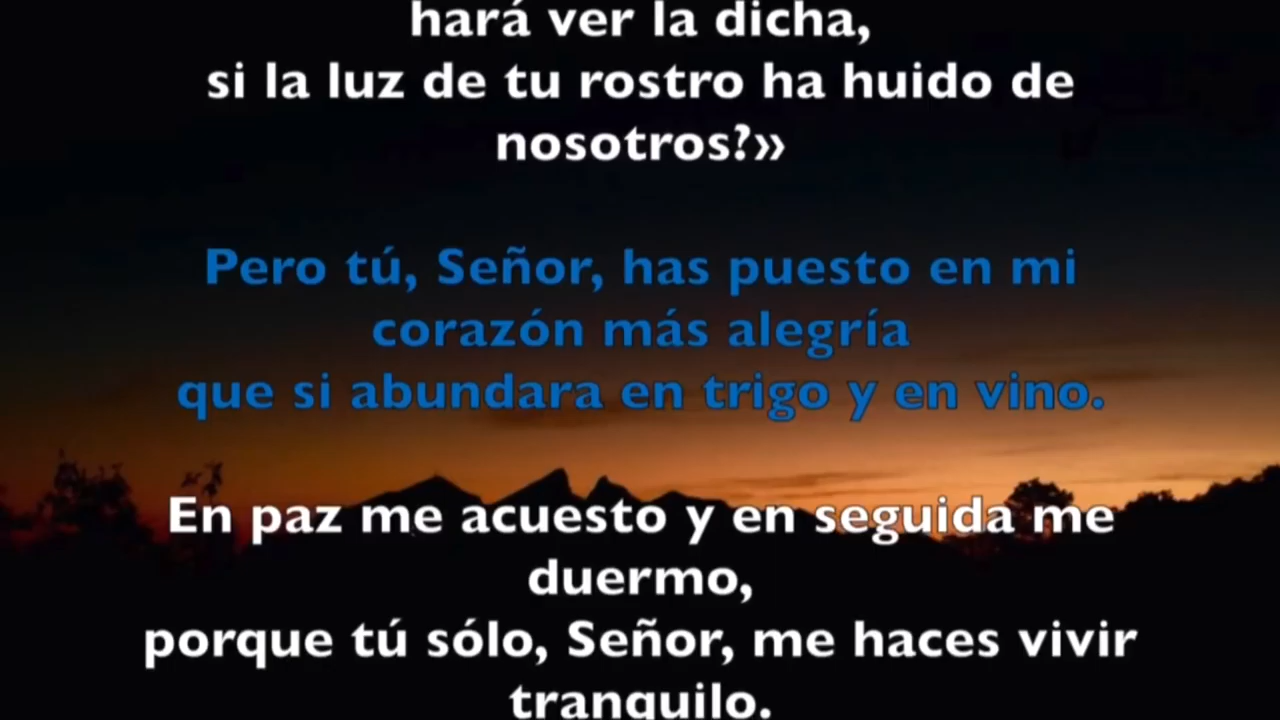 hará ver la dicha,
si la luz de tu rostro ha huido de
nosotros?»
Pero tú, Señor, has puesto en mi
corazón más alegría
que si abundara en trigo y en vino.
En paz me acuesto y en seguida me
duermo,
porque tú sólo, Señor, me haces vivir
tranquilo.